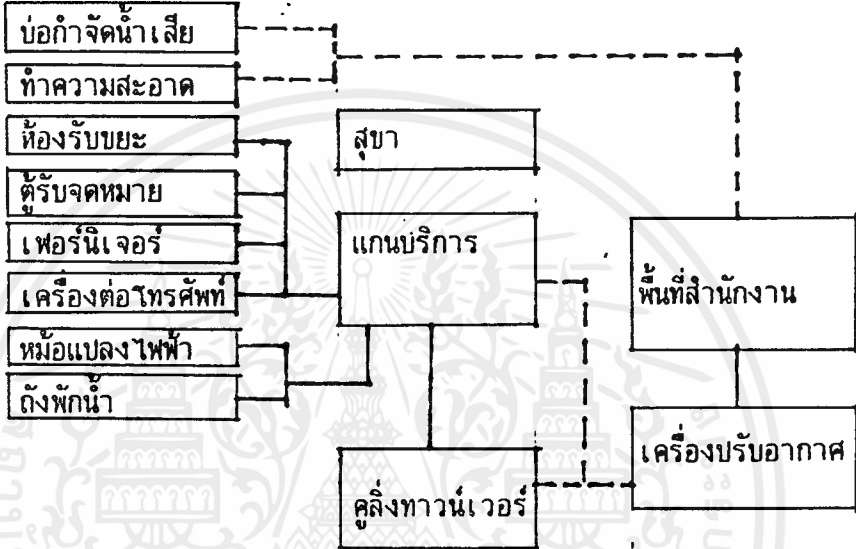 บ่อกำจัดน้ำเสีย
ทำความสะอาด
ห้องรับขยะ
สุขา
ตู้รับจดหมาย
เฟอร์นิเจอร์
แกนบริการ
เครื่องต่อโทรศัพท์
พื้นที่สำนักงาน
หม้อแปลงไฟฟ้า
ถังพักน้ำ
เครื่องปรับอากาศ
คูลิ่งทาวน์เวอร์